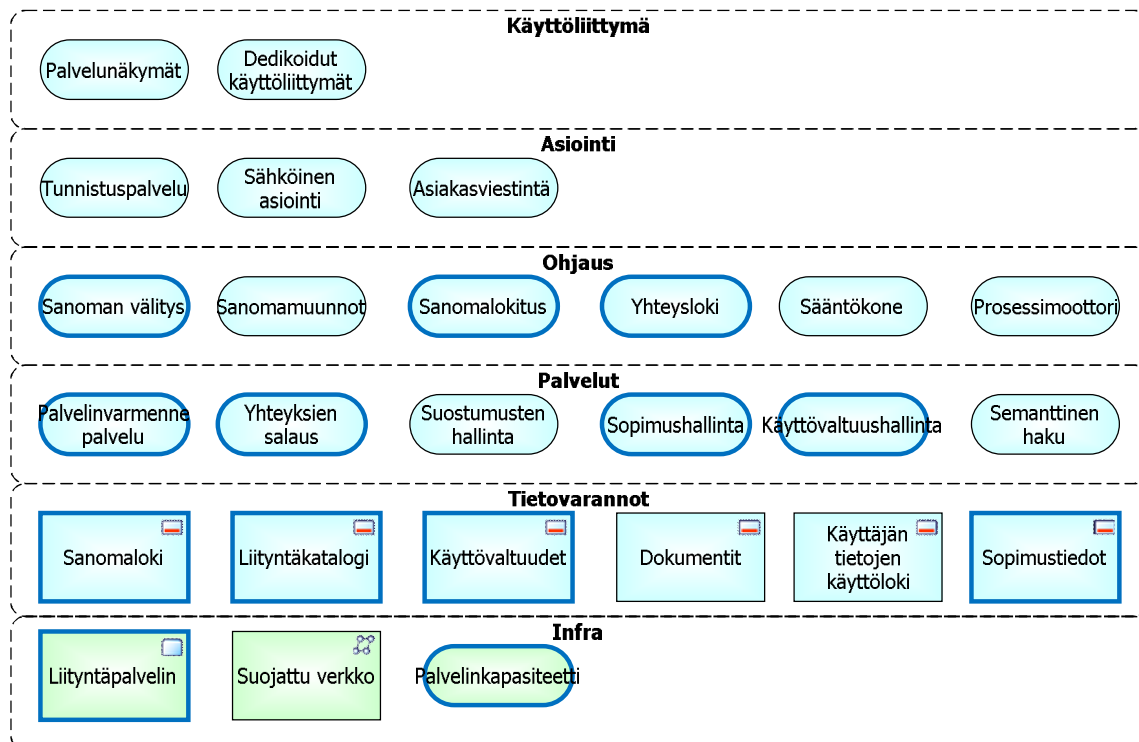 Käyttöliittymä
Palvelunäkymät
Dedikoidut
käyttöliittymät
Asiointi
Tunnistuspalvelu
Sähköinen
asiointi
Asiakasviestintä
Ohjaus
Sanoman välitys
Sanomamuunnot
Sanomalokitus
Yhteysloki
Sääntökone
Prosessimoottori
Palvelut
Palvelinvarmenne
palvelu
Yhteyksien
salaus
Suostumusten
hallinta
Sopimushallinta
Käyttövaltuushallinta
Semanttinen
haku
Tietovarannot
Sanomaloki
Liityntäkatalogi
Käyttövaltuudet
Dokumentit
Käyttäjän
tietojen
käyttöloki
Sopimustiedot
Infra
Liityntäpalvelin
Suojattu verkko
Palvelinkapasiteetti